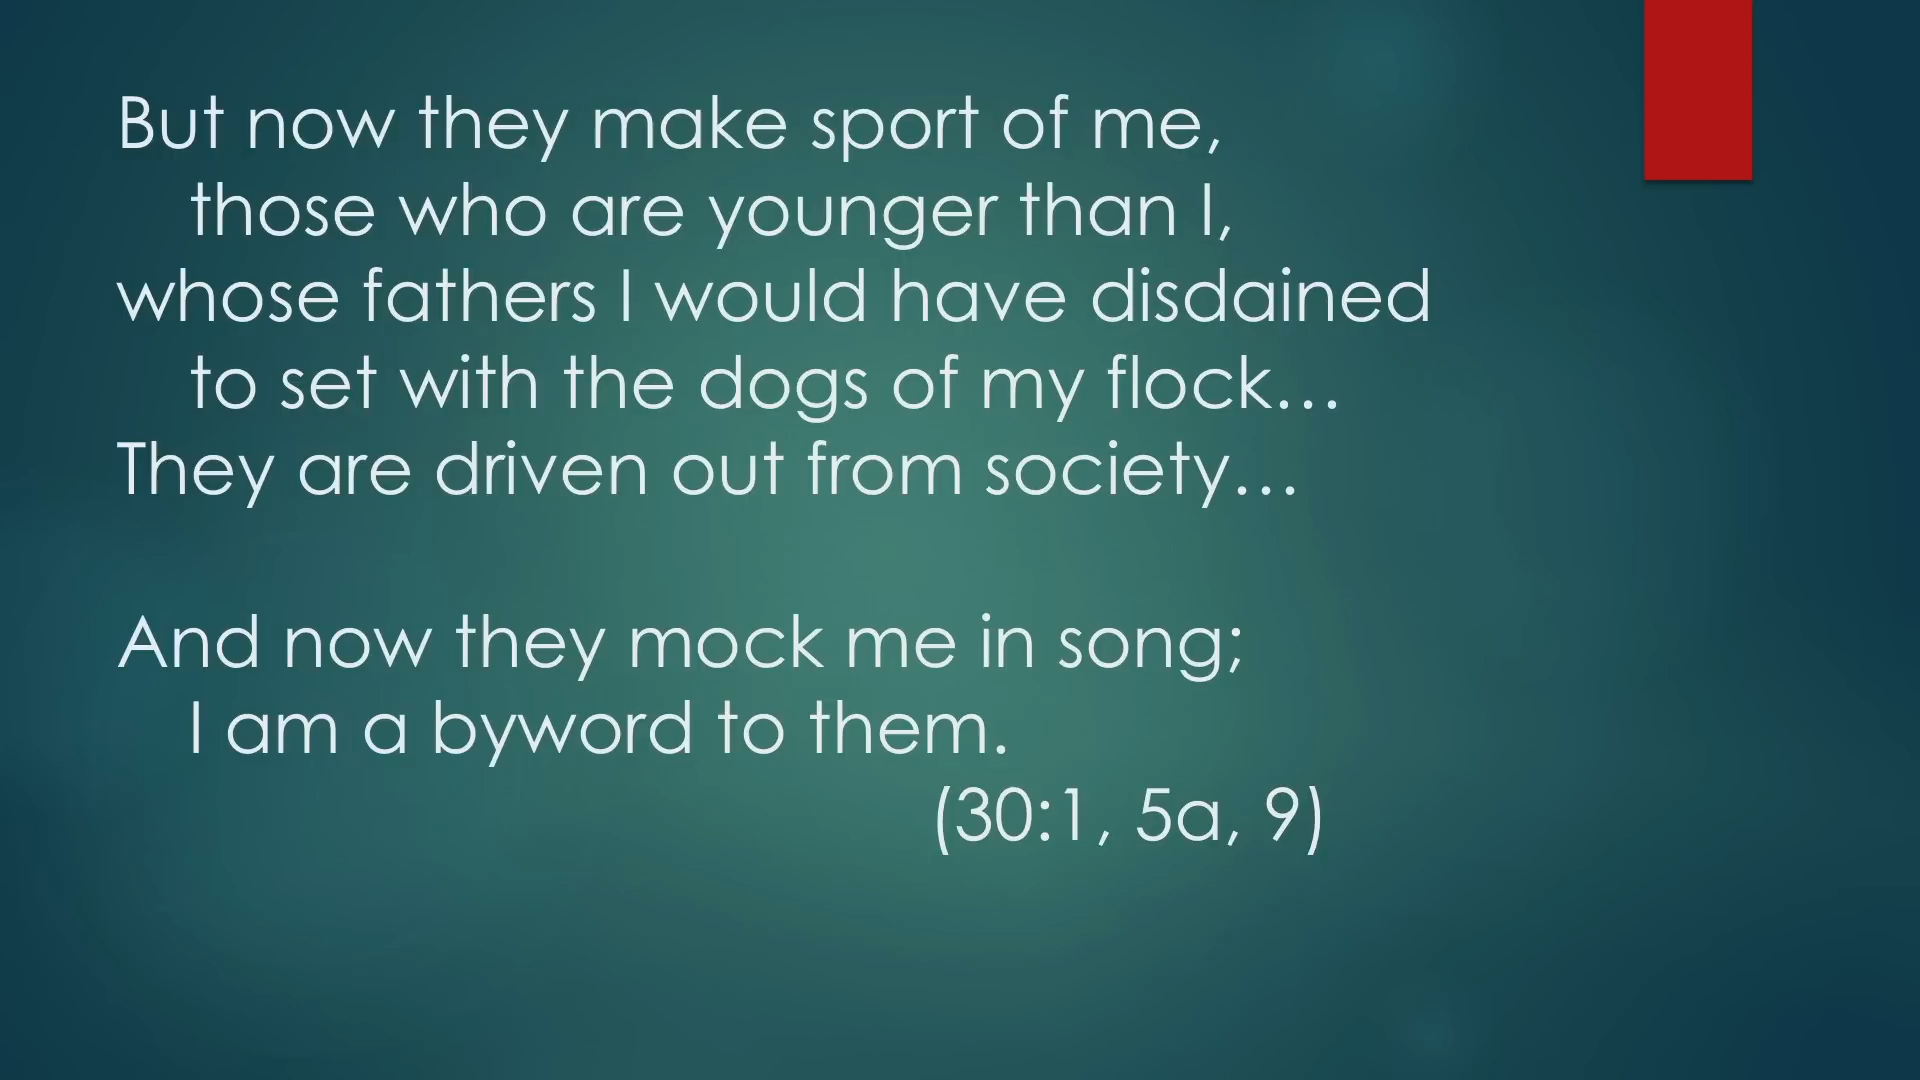 But now they make sport of me,
those who are younger than I,
whose fathers I would have disdained
to set with the dogs of my flock…
They are driven out from society…
And now they mock me in song;
I am a byword to them.
(30:1, 5a, 9)